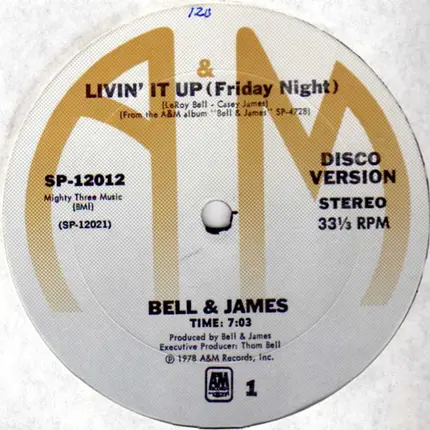 128
&
LIVIN' IT UP (Friday Night)
[LeRoy Bell - Casey James]
(From the A&M album "Bell & James" SP-4728)
SP-12012
Mighty Three Music
(BMI)
(SP-12021)
DISCO
VERSION
STEREO
33⅓ RPM
BELL & JAMES
TIME: 7:03
Produced by Bell & James
Executive Producer: Thom Bell
℗ 1978 A&M Records, Inc.
A&M
1